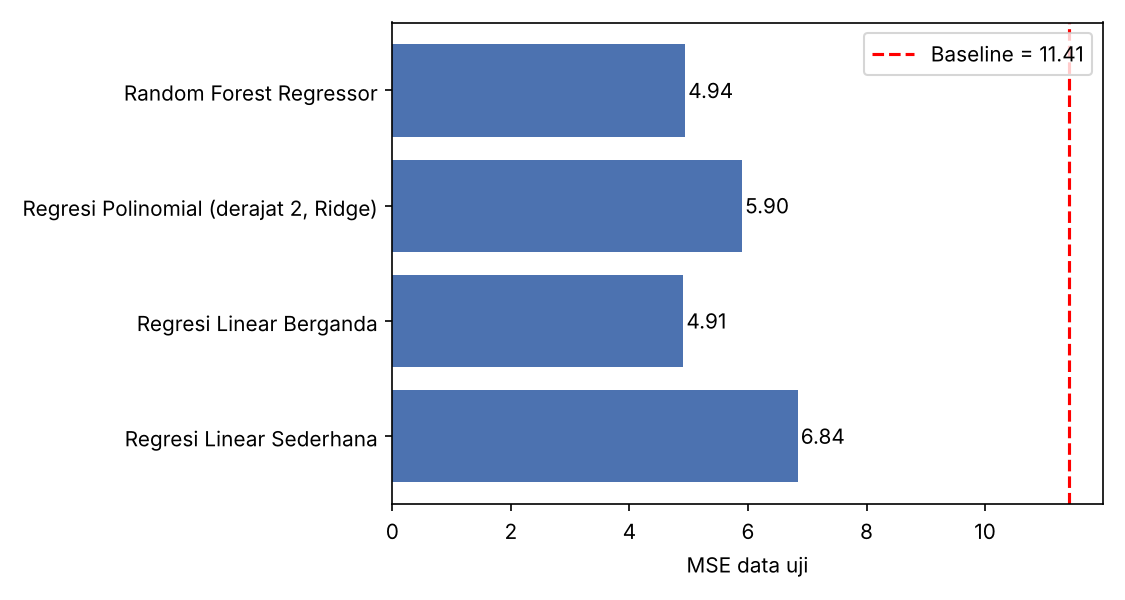 Baseline = 11.41
Random Forest Regressor
4.94
Regresi Polinomial (derajat 2, Ridge)
5.90
Regresi Linear Berganda
4.91
Regresi Linear Sederhana
6.84
0 2 4 6 8 10
MSE data uji